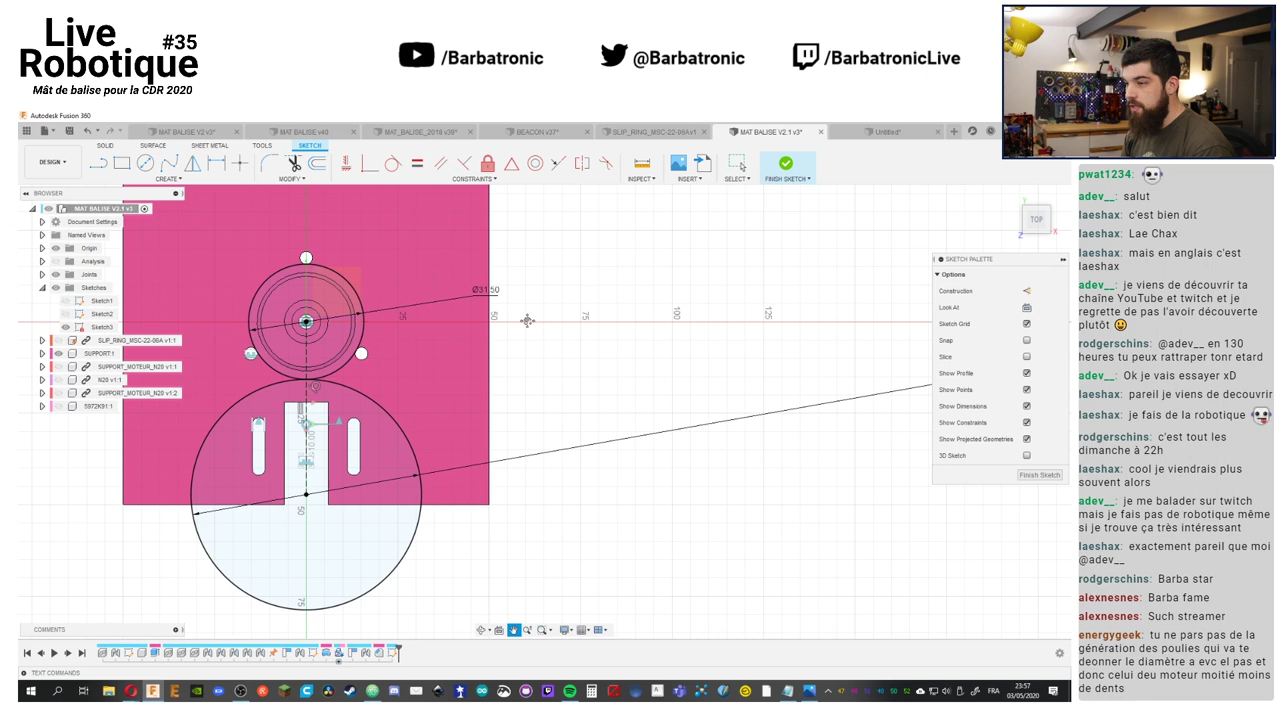 Live
Robotique #35
Mât de balise pour la CDR 2020
/Barbatronic
@Barbatronic
/BarbatronicLive
Autodesk Fusion 360
MAT BALISE V2 v3*
MAT BALISE v40
MAT_BALISE_2018 v36*
BEACON v37*
SLIP_RING_MSC-22-06A v1
MAT BALISE V2.1 v3*
Untitled*
SOLID
SURFACE
SHEET METAL
TOOLS
SKETCH
DESIGN
CREATE
MODIFY
CONSTRAINTS
INSPECT
INSERT
SELECT
FINISH SKETCH
BROWSER
MAT BALISE V2.1 v3
Document Settings
Named Views
Origin
Analysis
Joints
Sketches
Sketch1
Sketch2
Sketch3
SLIP_RING_MSC-22-06A v1:1
SUPPORT:1
SUPPORT_MOTEUR_N20 v1:1
N20 v1:1
SUPPORT_MOTEUR_N20 v1:2
5972K91:1
Ø31.50
25
50
75
100
125
50
75
TOP
X
Y
Z
SKETCH PALETTE
Options
Construction
Look At
Sketch Grid
Snap
Slice
Show Profile
Show Points
Show Dimensions
Show Constraints
Show Projected Geometries
3D Sketch
Finish Sketch
COMMENTS
TEXT COMMANDS
FRA
23:57
03/05/2020
pwat1234:
adev__: salut
laeshax: c'est bien dit
laeshax: Lae Chax
laeshax: mais en anglais c'est
laeshax
adev__: je viens de découvrir ta
chaîne YouTube et twitch et je
regrette de pas l'avoir découverte
plutôt
rodgerschins: @adev__ en 130
heures tu peux rattraper tonr etard
adev__: Ok je vais essayer xD
laeshax: pareil je viens de decouvrir
laeshax: je fais de la robotique
rodgerschins: c'est tout les
dimanche à 22h
laeshax: cool je viendrais plus
souvent alors
adev__: je me balader sur twitch
mais je fais pas de robotique même
si je trouve ça très intéressant
laeshax: exactement pareil que moi
@adev__
rodgerschins: Barba star
alexnesnes: Barba fame
alexnesnes: Such streamer
energygeek: tu ne pars pas de la
génération des poulies qui va te
deonner le diamètre a evc el pas et
donc celui deu moteur moitié moins
de dents